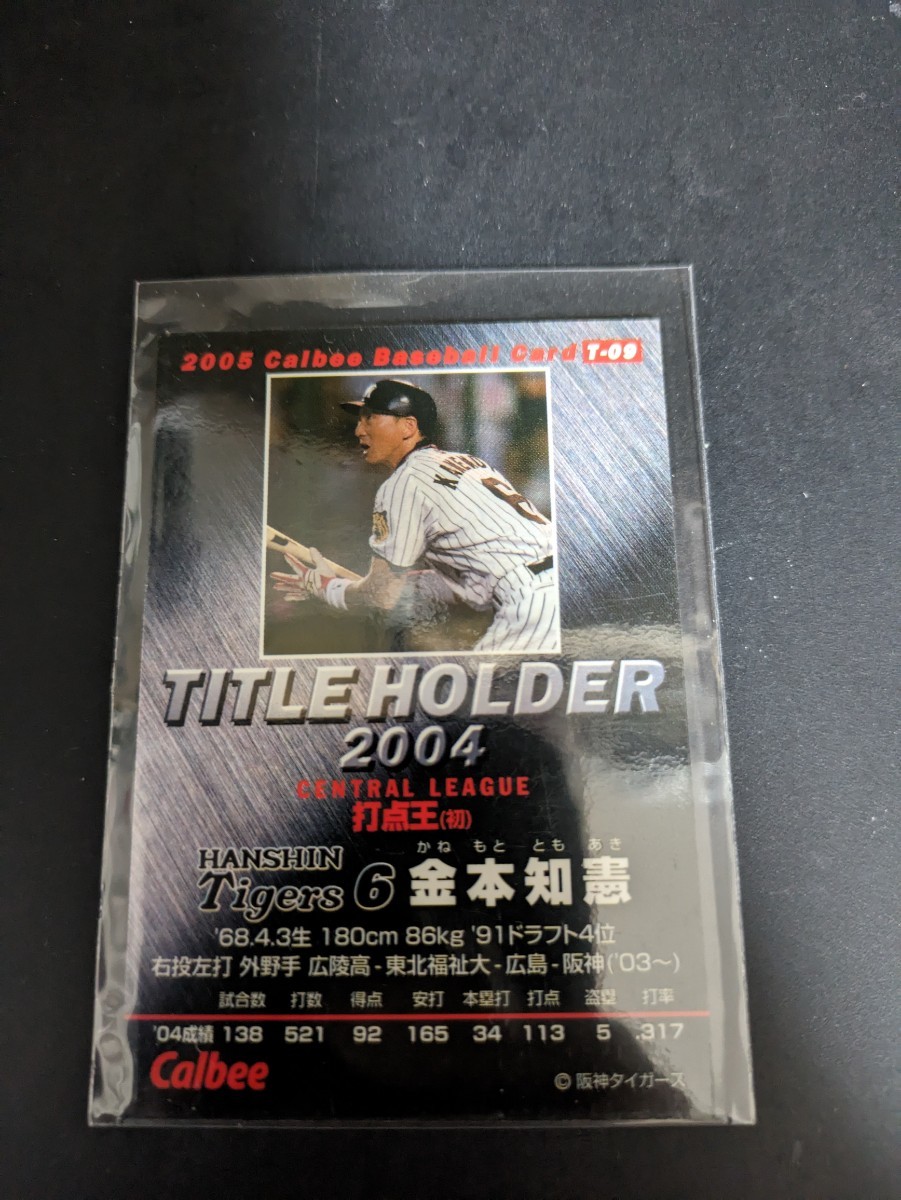 2005 Calbee Baseball Card T-09
KANEMO
6
TITLE HOLDER
2004
CENTRAL LEAGUE
打点王(初)
かね もと とも あき
HANSHIN Tigers 6 金本知憲
'68.4.3生 180cm 86kg '91ドラフト4位
右投左打 外野手 広陵高-東北福祉大-広島-阪神('03～)
試合数 打数 得点 安打 本塁打 打点 盗塁 打率
'04成績 138 521 92 165 34 113 5 .317
Calbee © 阪神タイガース